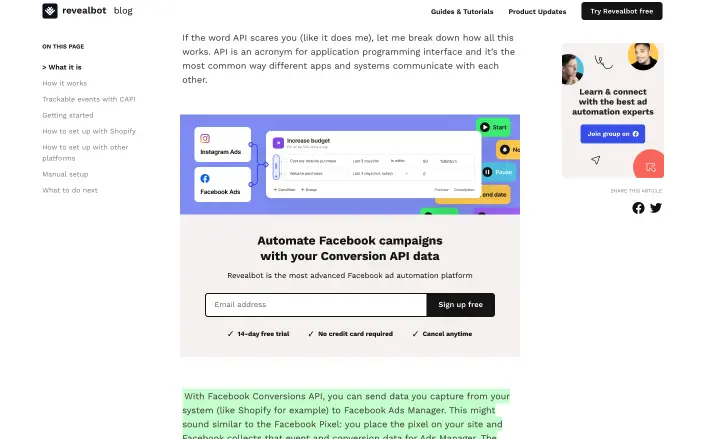 revealbot blog
Guides & Tutorials
Product Updates
Try Revealbot free
ON THIS PAGE
> What it is
How it works
Trackable events with CAPI
Getting started
How to set up with Shopify
How to set up with other
platforms
Manual setup
What to do next
If the word API scares you (like it does me), let me break down how all this
works. API is an acronym for application programming interface and it's the
most common way different apps and systems communicate with each
other.
Instagram Ads
Facebook Ads
Increase budget
Start
Pause
end date
+ Condition
+ Group
Automate Facebook campaigns
with your Conversion API data
Revealbot is the most advanced Facebook ad automation platform
Email address
Sign up free
✓ 14-day free trial
✓ No credit card required
✓ Cancel anytime
With Facebook Conversions API, you can send data you capture from your
system (like Shopify for example) to Facebook Ads Manager. This might
sound similar to the Facebook Pixel: you place the pixel on your site and
Facebook collects that event and conversion data for Ads Manager. The
Learn & connect
with the best ad
automation experts
Join group on
SHARE THIS ARTICLE